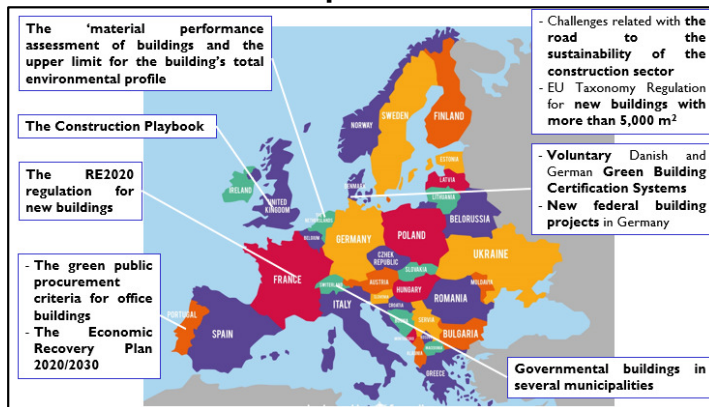 The 'material performance
assessment of buildings and the
upper limit for the building's total
environmental profile
The Construction Playbook
The RE2020
regulation for
new buildings
- The green public
procurement
criteria for office
buildings
- The Economic
Recovery Plan
2020/2030
- Challenges related with the
road to the
sustainability of the
construction sector
- EU Taxonomy Regulation
for new buildings with
more than 5,000 m²
- Voluntary Danish and
German Green Building
Certification Systems
- New federal building
projects in Germany
Governmental buildings in
several municipalities
NORWAY
SWEDEN
FINLAND
ESTONIA
LATVIA
LITHUANIA
DENMARK
IRELAND
UNITED
KINGDOM
NETHERLANDS
BELGIUM
GERMANY
POLAND
BELORUSSIA
UKRAINE
CZHEK
REPUBLIC
SLOVAKIA
FRANCE
SWITZERLAND
AUSTRIA
HUNGARY
MOLDAVIA
SLOVENIA
CROATIA
ROMANIA
ITALY
SERBIA
BULGARIA
PORTUGAL
SPAIN
ALBANIA
GREECE